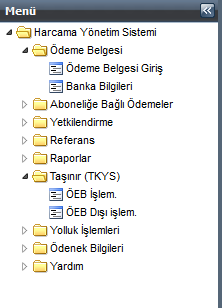 Menü
Harcama Yönetim Sistemi
Ödeme Belgesi
Ödeme Belgesi Giriş
Banka Bilgileri
Aboneliğe Bağlı Ödemeler
Yetkilendirme
Referans
Raporlar
Taşınır (TKYS)
ÖEB İşlem.
ÖEB Dışı işlem.
Yolluk İşlemleri
Ödenek Bilgileri
Yardım